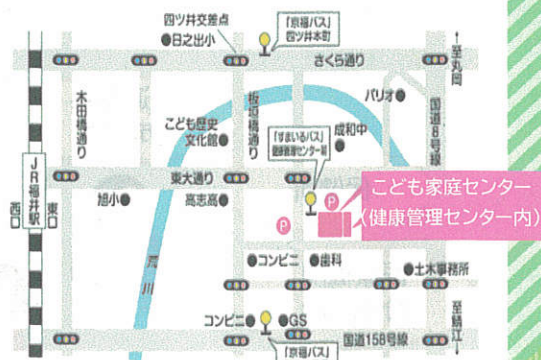 四ツ井交差点
「京福バス」
四ツ井本町
●日之出小
さくら通り
至丸岡
木田橋通り
板垣橋通り
パリオ●
国道8号線
こども歴史
文化館●
「すまいるバス」
健康管理センター前
成和中
JR福井駅
西
東
東大通り
旭小●
高志高●
P
こども家庭センター
(健康管理センター内)
P
荒川
●コンビニ
●歯科
●土木事務所
コンビニ●
●GS
国道158号線
至鯖江
「京福バス」